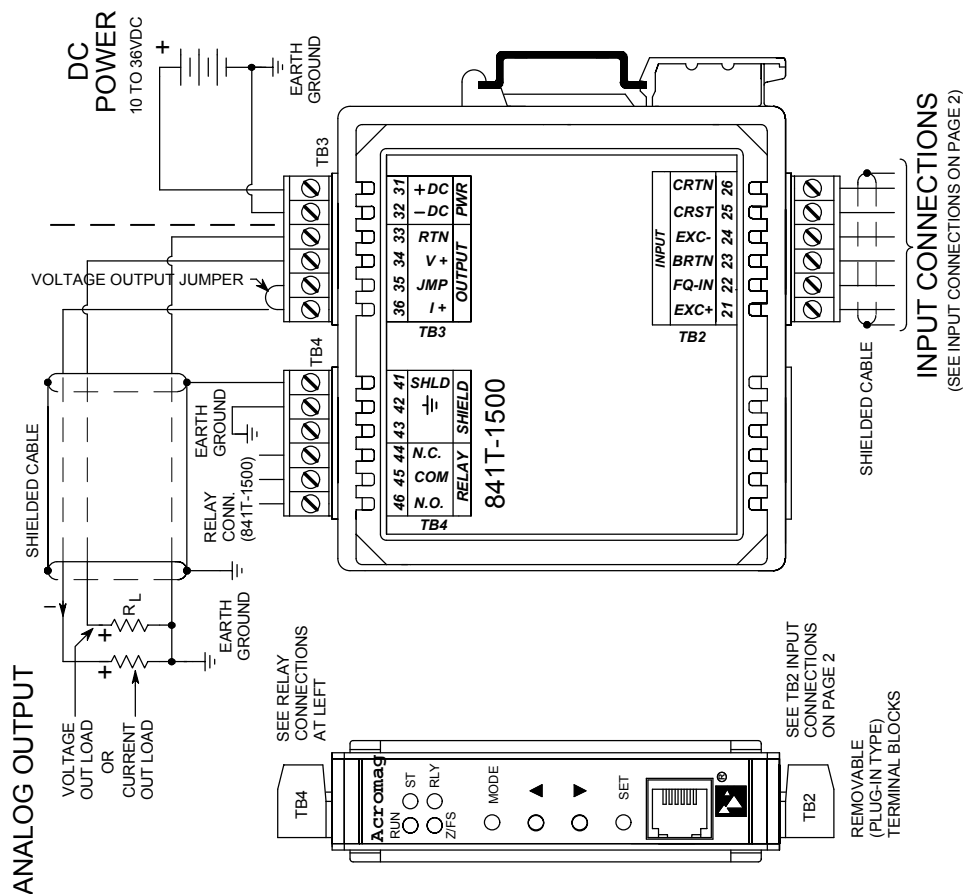 ANALOG OUTPUT
VOLTAGE
OUT LOAD
OR
CURRENT
OUT LOAD
I
+
+
RL
EARTH
GROUND
SHIELDED CABLE
VOLTAGE OUTPUT JUMPER
DC
POWER
10 TO 36VDC
+
EARTH
GROUND
RELAY
CONN.
(841T-1500)
EARTH
GROUND
TB4
TB3
46 45 44 43 42 41
N.O. COM N.C. SHLD
RELAY SHIELD
TB4
36 35 34 33 32 31
I + JMP V + RTN –DC +DC
OUTPUT PWR
TB3
841T-1500
INPUT
EXC+ FQ-IN BRTN EXC- CRST CRTN
21 22 23 24 25 26
TB2
SHIELDED CABLE
INPUT CONNECTIONS
(SEE INPUT CONNECTIONS ON PAGE 2)
SEE RELAY
CONNECTIONS
AT LEFT
TB4
Acromag
RUN ST
Z/FS RLY
MODE
SET
®
TB2
SEE TB2 INPUT
CONNECTIONS
ON PAGE 2
REMOVABLE
(PLUG-IN TYPE)
TERMINAL BLOCKS